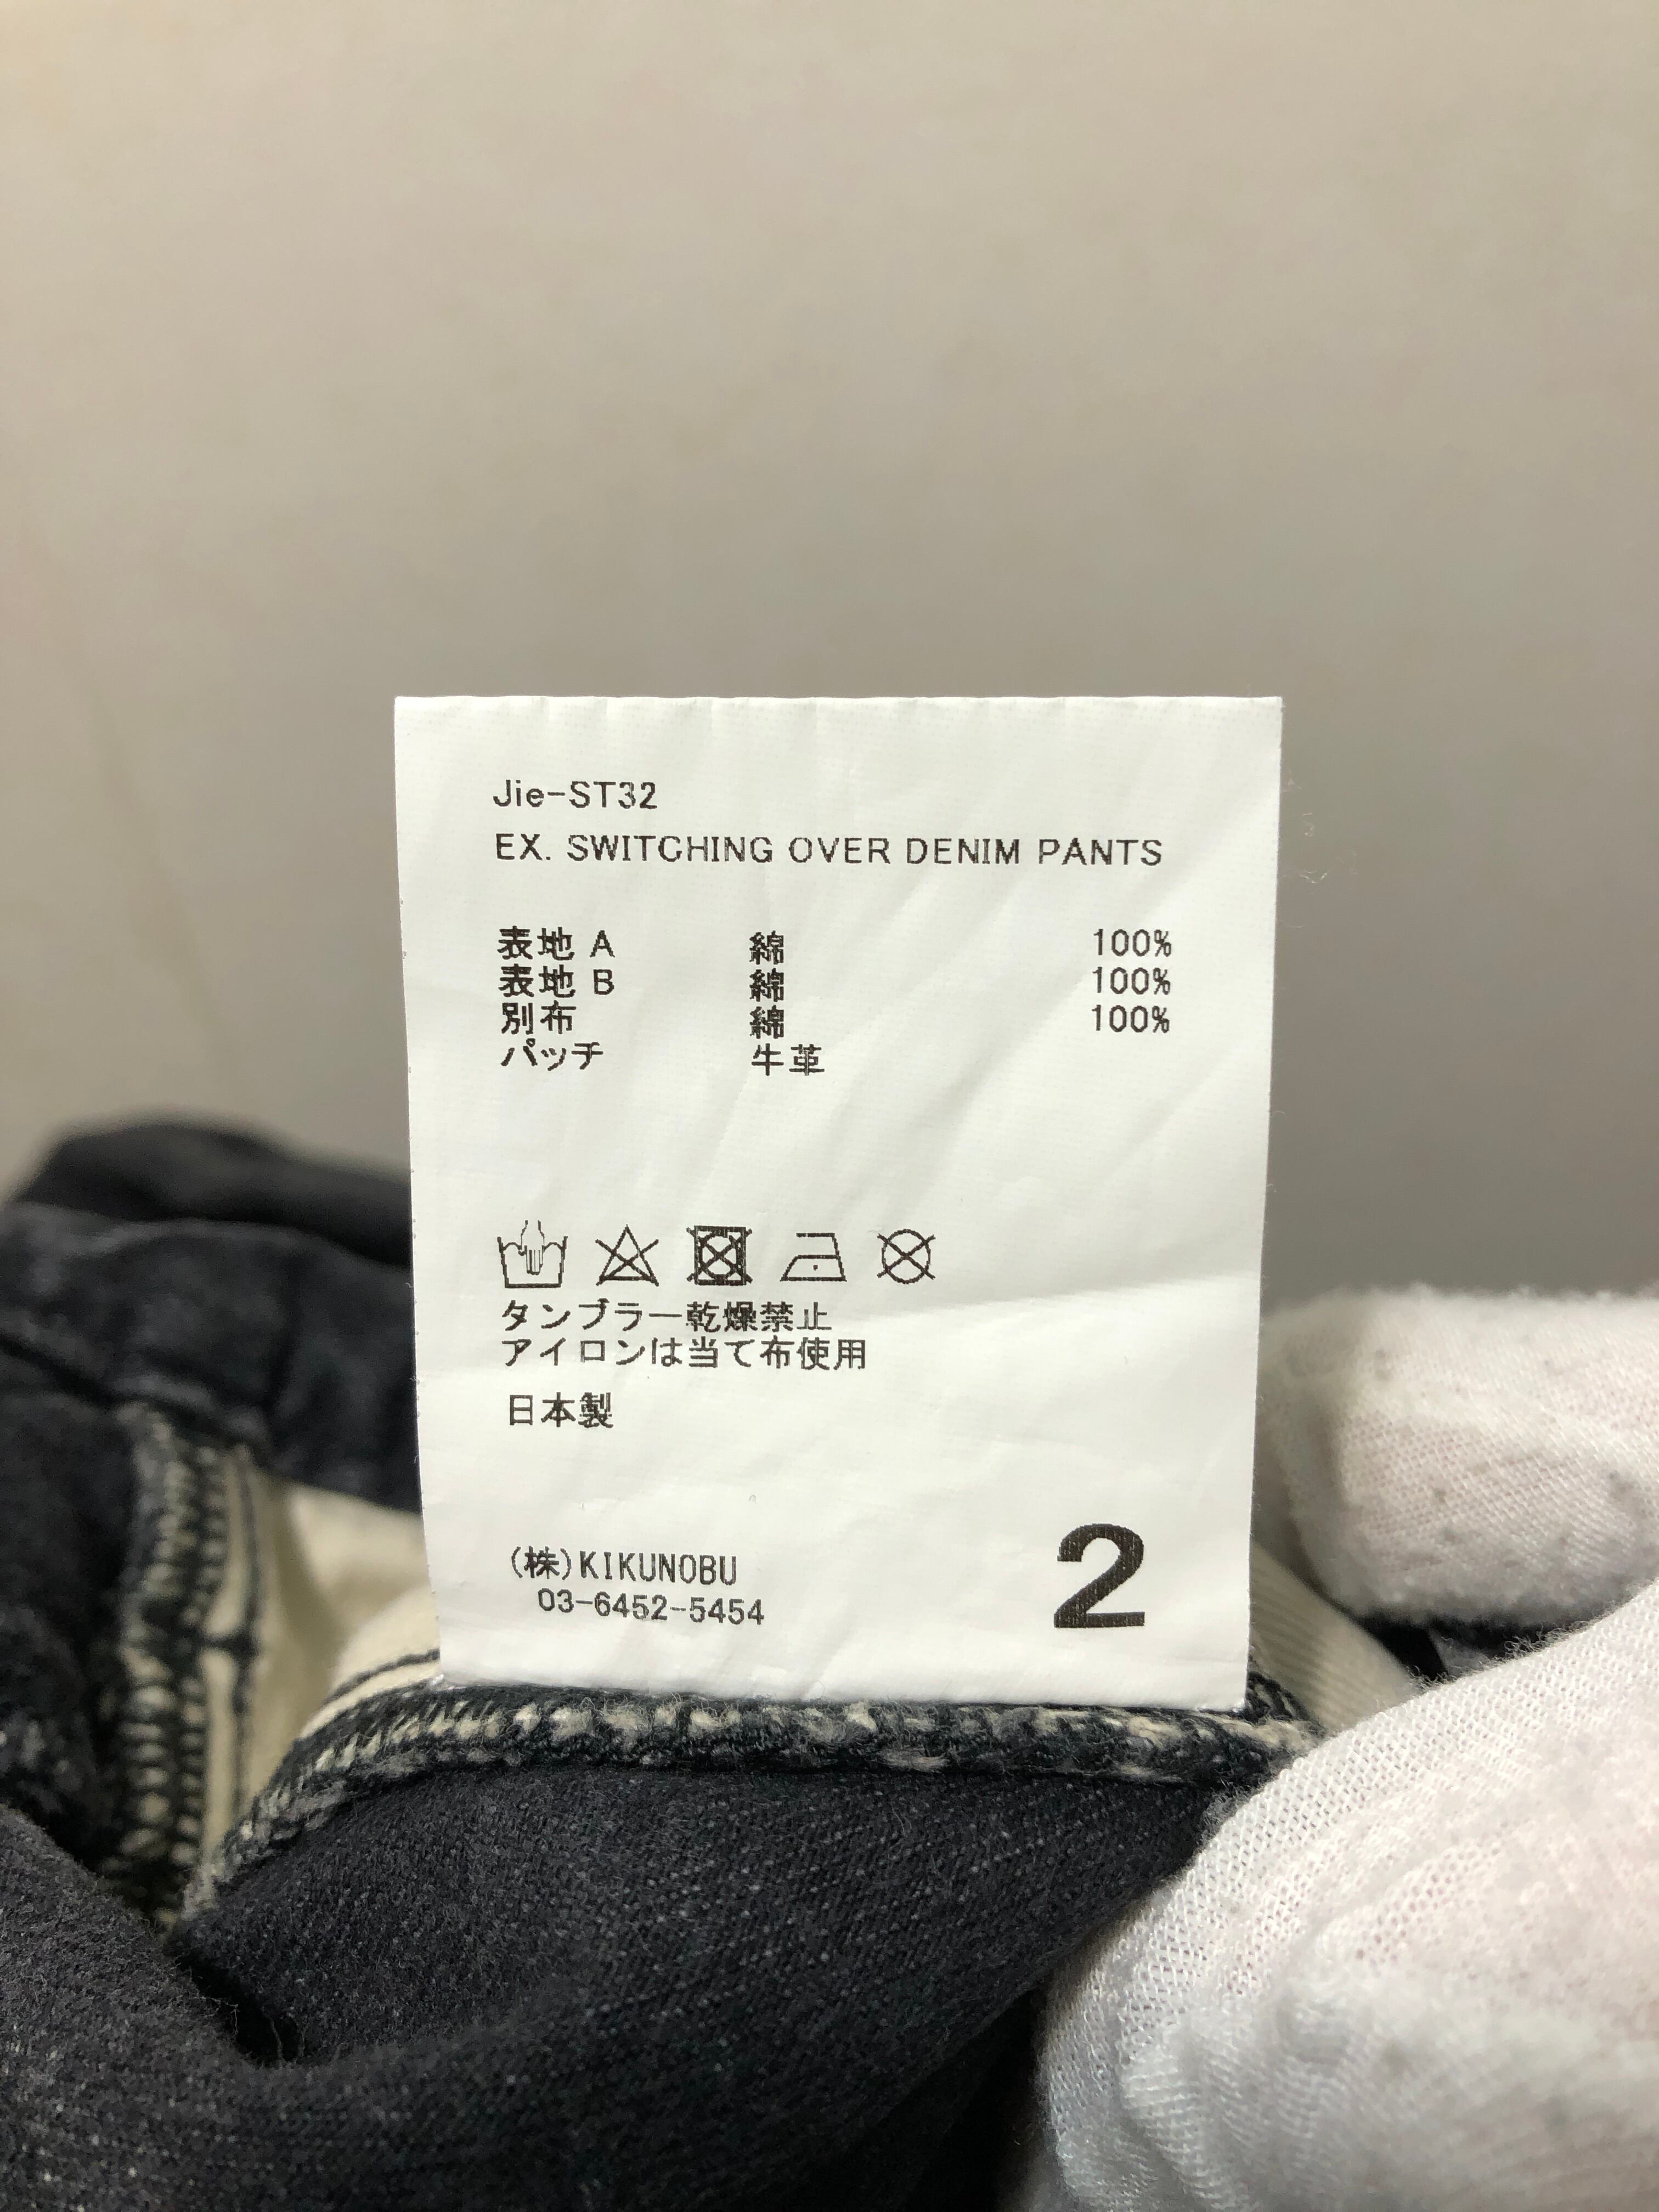 Jie-ST32
EX. SWITCHING OVER DENIM PANTS
表地 A 綿 100%
表地 B 綿 100%
別布 綿 100%
パッチ 牛革
タンブラー乾燥禁止
アイロンは当て布使用
日本製
(株)KIKUNOBU
03-6452-5454
2